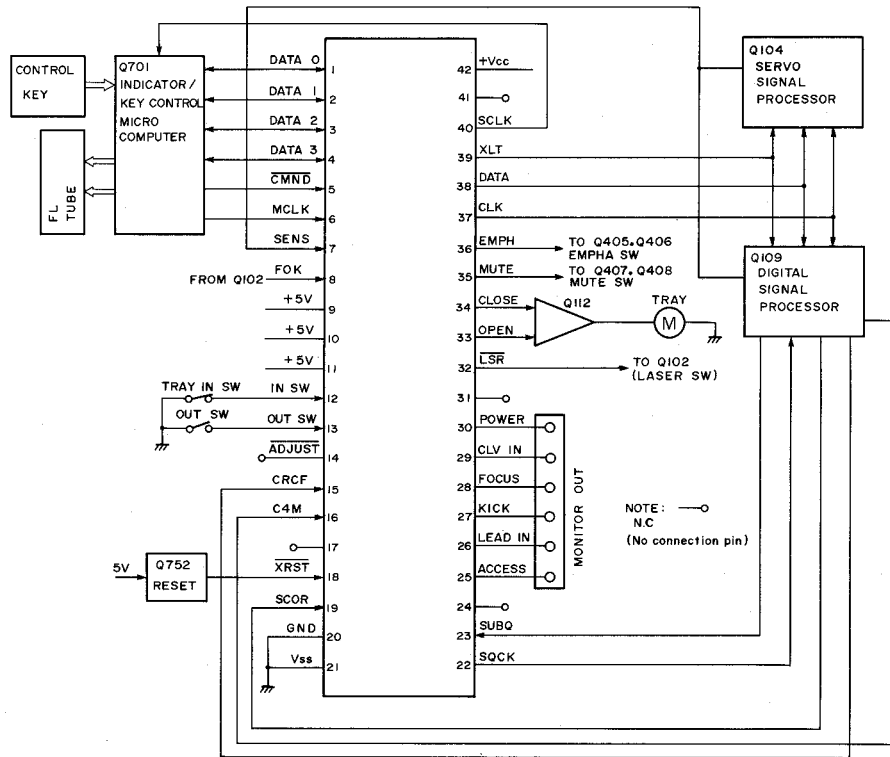 CONTROL
KEY
FL
TUBE
Q701
INDICATOR/
KEY CONTROL
MICRO
COMPUTER
DATA 0
1
DATA 1
2
DATA 2
3
DATA 3
4
CMND
5
MCLK
6
SENS
7
FROM Q102
FOK
8
+5V
9
+5V
10
+5V
11
TRAY IN SW
IN SW
12
OUT SW
OUT SW
13
ADJUST
14
CRCF
15
C4M
16
17
5V
Q752
RESET
XRST
18
SCOR
19
GND
20
Vss
21
+Vcc
42
41
SCLK
40
XLT
39
DATA
38
CLK
37
EMPH
36
TO Q405.Q406
EMPHA SW
MUTE
35
TO Q407.Q408
MUTE SW
CLOSE
34
Q112
TRAY
M
OPEN
33
LSR
32
TO Q102
(LASER SW)
31
POWER
30
CLV IN
29
FOCUS
28
KICK
27
LEAD IN
26
ACCESS
25
MONITOR OUT
24
SUBQ
23
SQCK
22
Q104
SERVO
SIGNAL
PROCESSOR
Q109
DIGITAL
SIGNAL
PROCESSOR
NOTE:
N.C
(No connection pin)